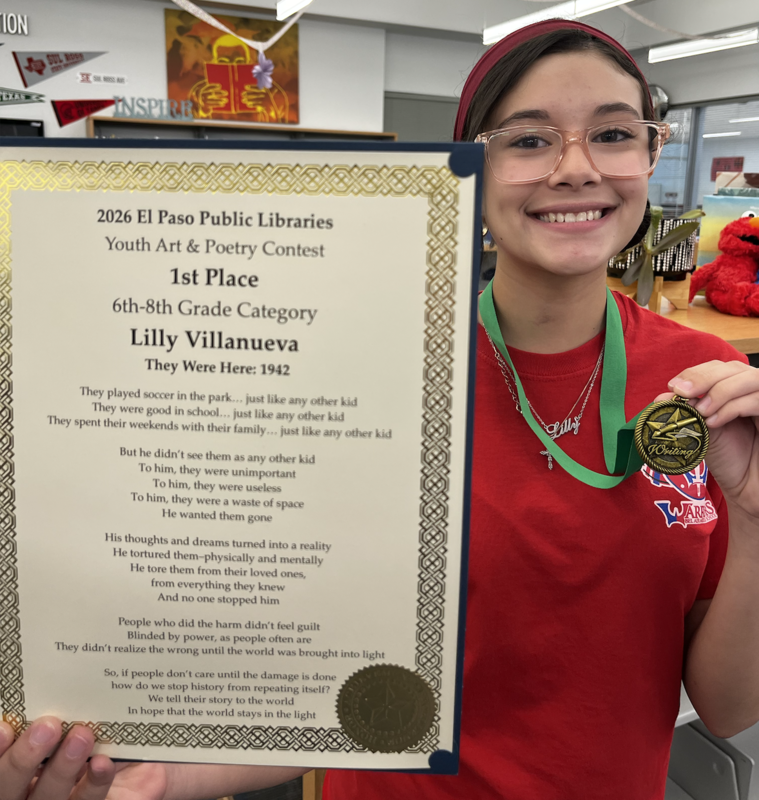 TION
SUL ROSS
TEXAS
SUL ROSS
INSPIRE
2026 El Paso Public Libraries
Youth Art & Poetry Contest
1st Place
6th-8th Grade Category
Lilly Villanueva
They Were Here: 1942
They played soccer in the park… just like any other kid
They were good in school… just like any other kid
They spent their weekends with their family… just like any other kid
But he didn't see them as any other kid
To him, they were unimportant
To him, they were useless
To him, they were a waste of space
He wanted them gone
His thoughts and dreams turned into a reality
He tortured them–physically and mentally
He tore them from their loved ones,
from everything they knew
And no one stopped him
People who did the harm didn't feel guilt
Blinded by power, as people often are
They didn't realize the wrong until the world was brought into light
So, if people don't care until the damage is done
how do we stop history from repeating itself?
We tell their story to the world
In hope that the world stays in the light
Lilly
Writing